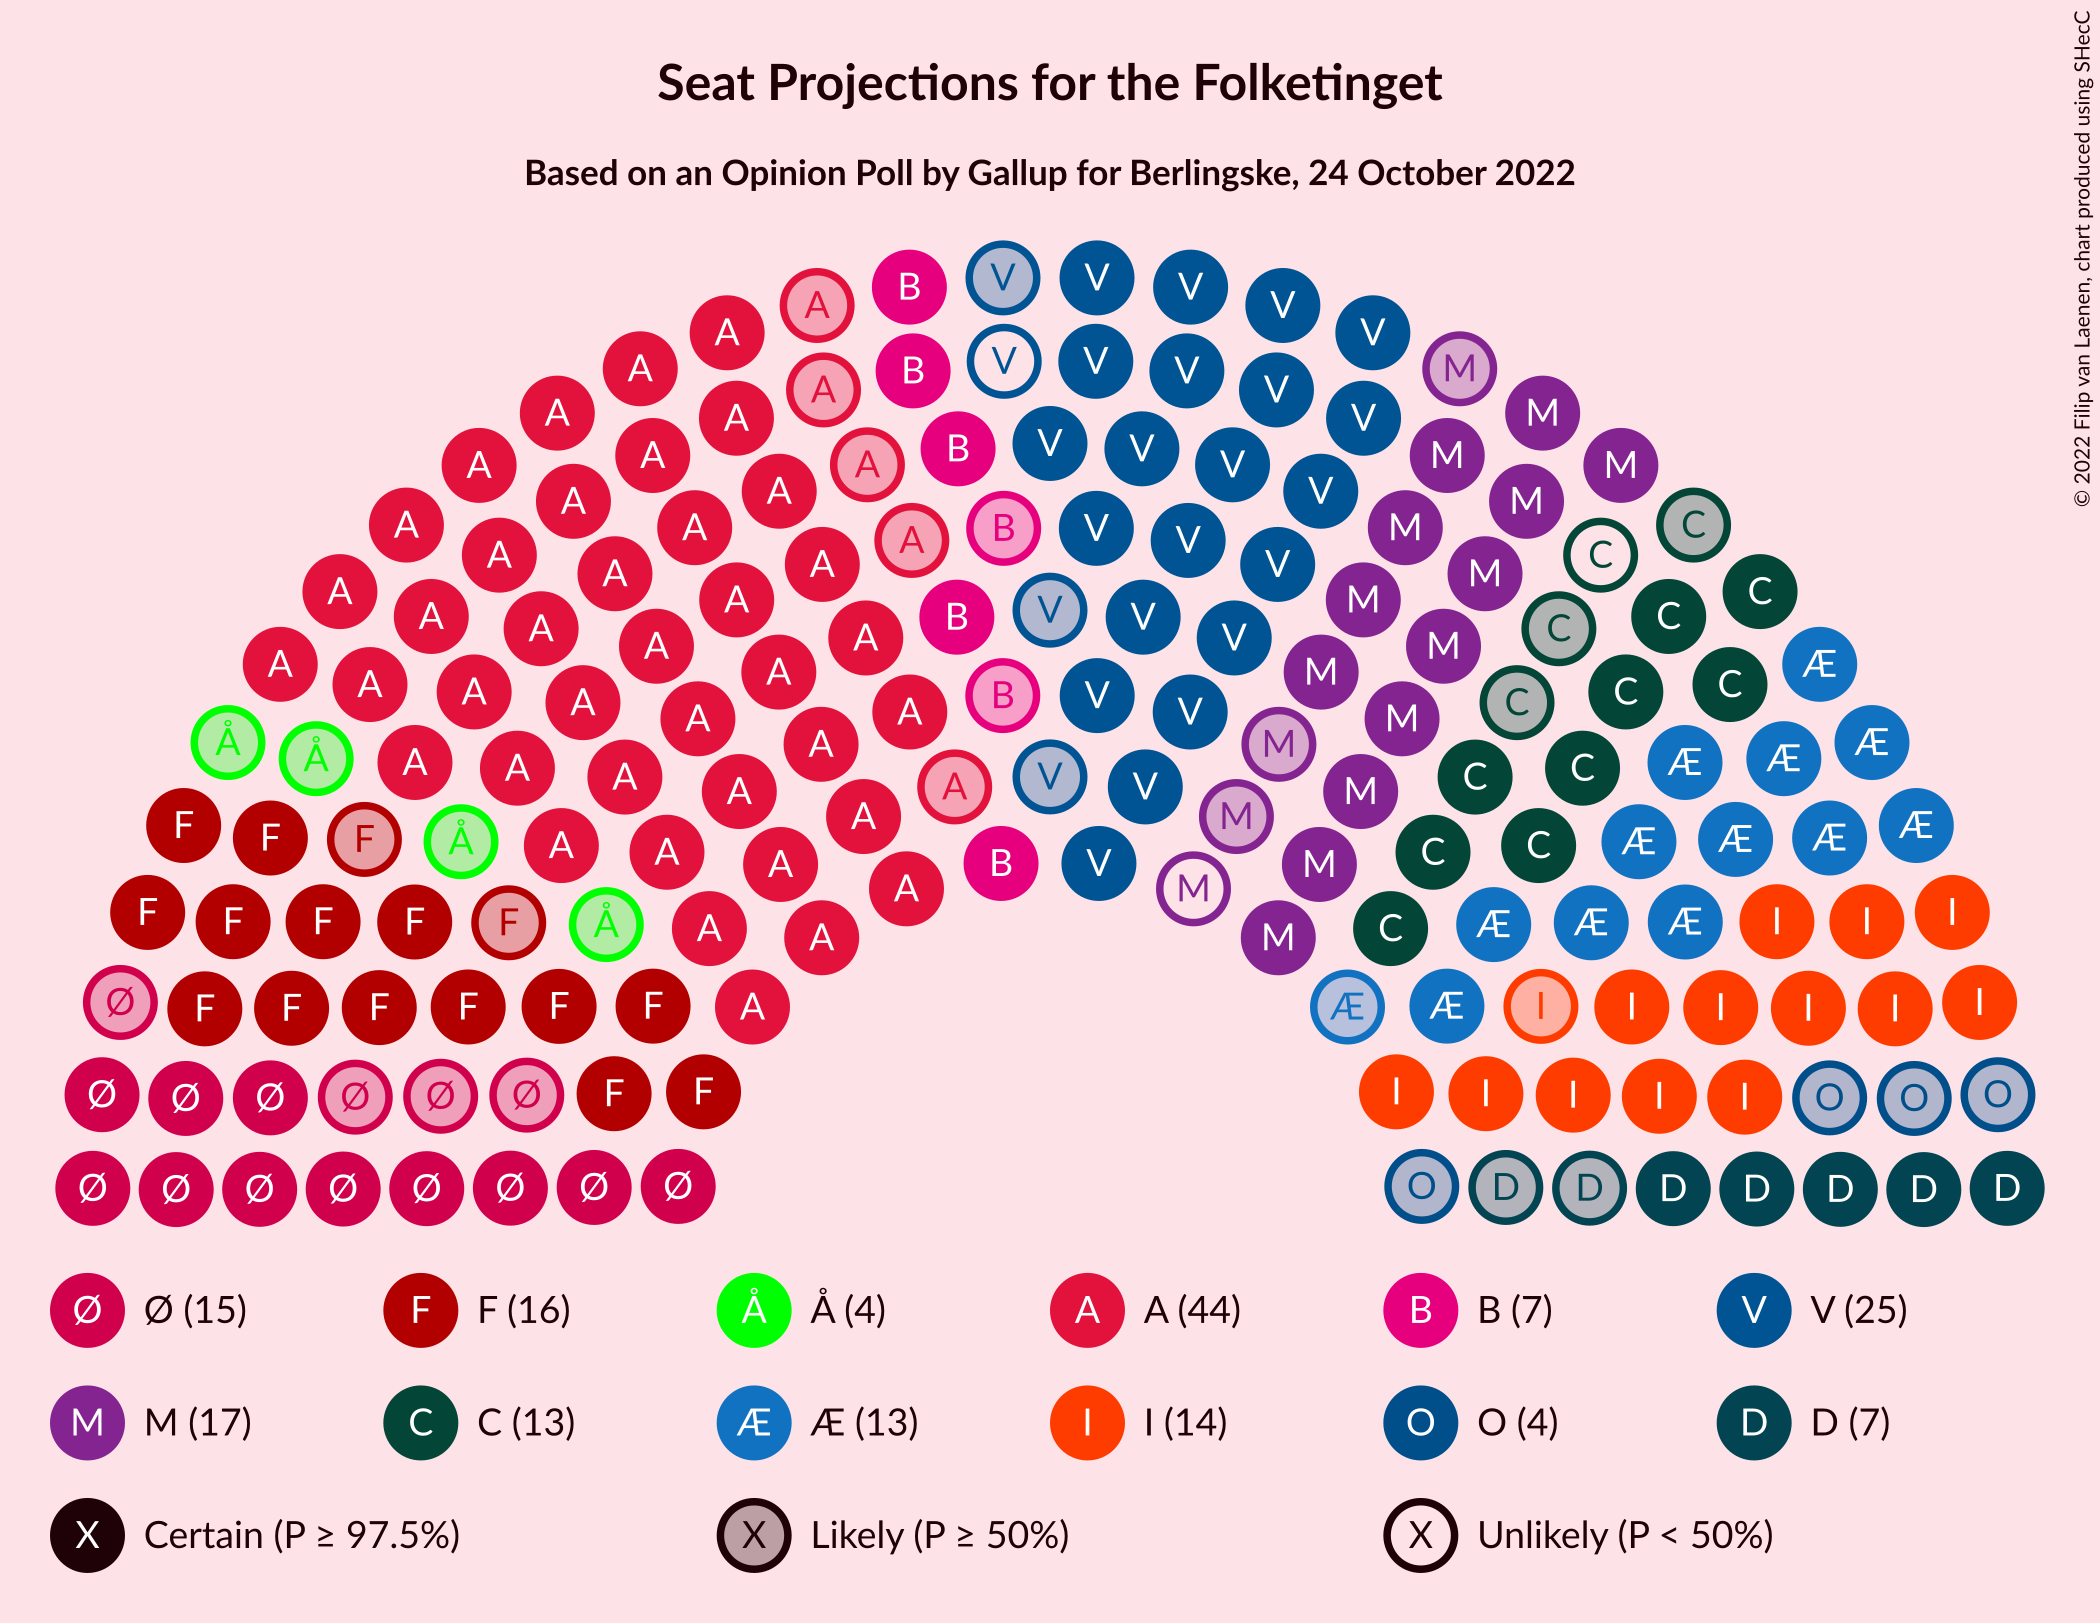 Seat Projections for the Folketinget
Based on an Opinion Poll by Gallup for Berlingske, 24 October 2022
© 2022 Filip van Laenen, chart produced using SHecC
B V V V
A V
A V
A B V V V M
A V
A A V M
A A A B V V V M M
A A V M
A A A B V V M C
A A A V M C
A A A B V V M C C
A A A V M C
A A M Æ
A A A A A B V V M C C C
Å Å A A A A A V V M C C Æ Æ Æ
A A M M
F F F Å A A A B V M C C Æ Æ Æ Æ
A M
F F F F F Å A A M C Æ Æ Æ I I I
Ø F F F F F F A Æ Æ I I I I I I
Ø Ø Ø Ø Ø Ø F F I I I I I O O O
Ø Ø Ø Ø Ø Ø Ø Ø O D D D D D D D
Ø Ø (15) F F (16) Å Å (4) A A (44) B B (7) V V (25)
M M (17) C C (13) Æ Æ (13) I I (14) O O (4) D D (7)
X Certain (P ≥ 97.5%) X Likely (P ≥ 50%) X Unlikely (P < 50%)